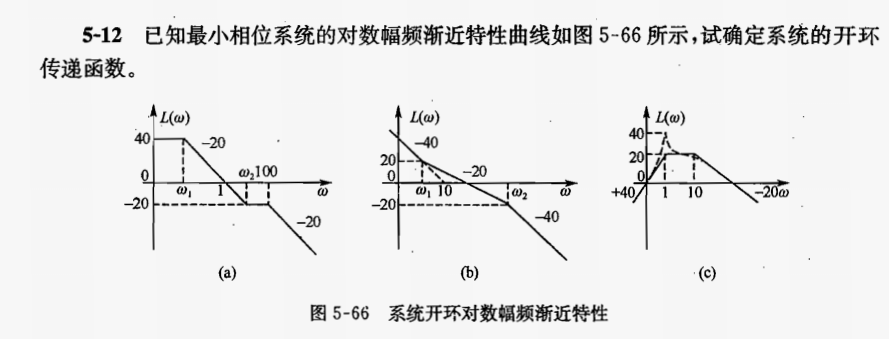 5-12 已知最小相位系统的对数幅频渐近特性曲线如图 5-66 所示,试确定系统的开环
传递函数。
L(ω)
40
-20
0
ω₁
1
ω₂
100
ω
-20
-20
(a)
L(ω)
-40
20
-20
0
ω₁
10
ω₂
ω
-20
-40
(b)
L(ω)
40
20
0
+40
1
10
-20
ω
(c)
图 5-66 系统开环对数幅频渐近特性